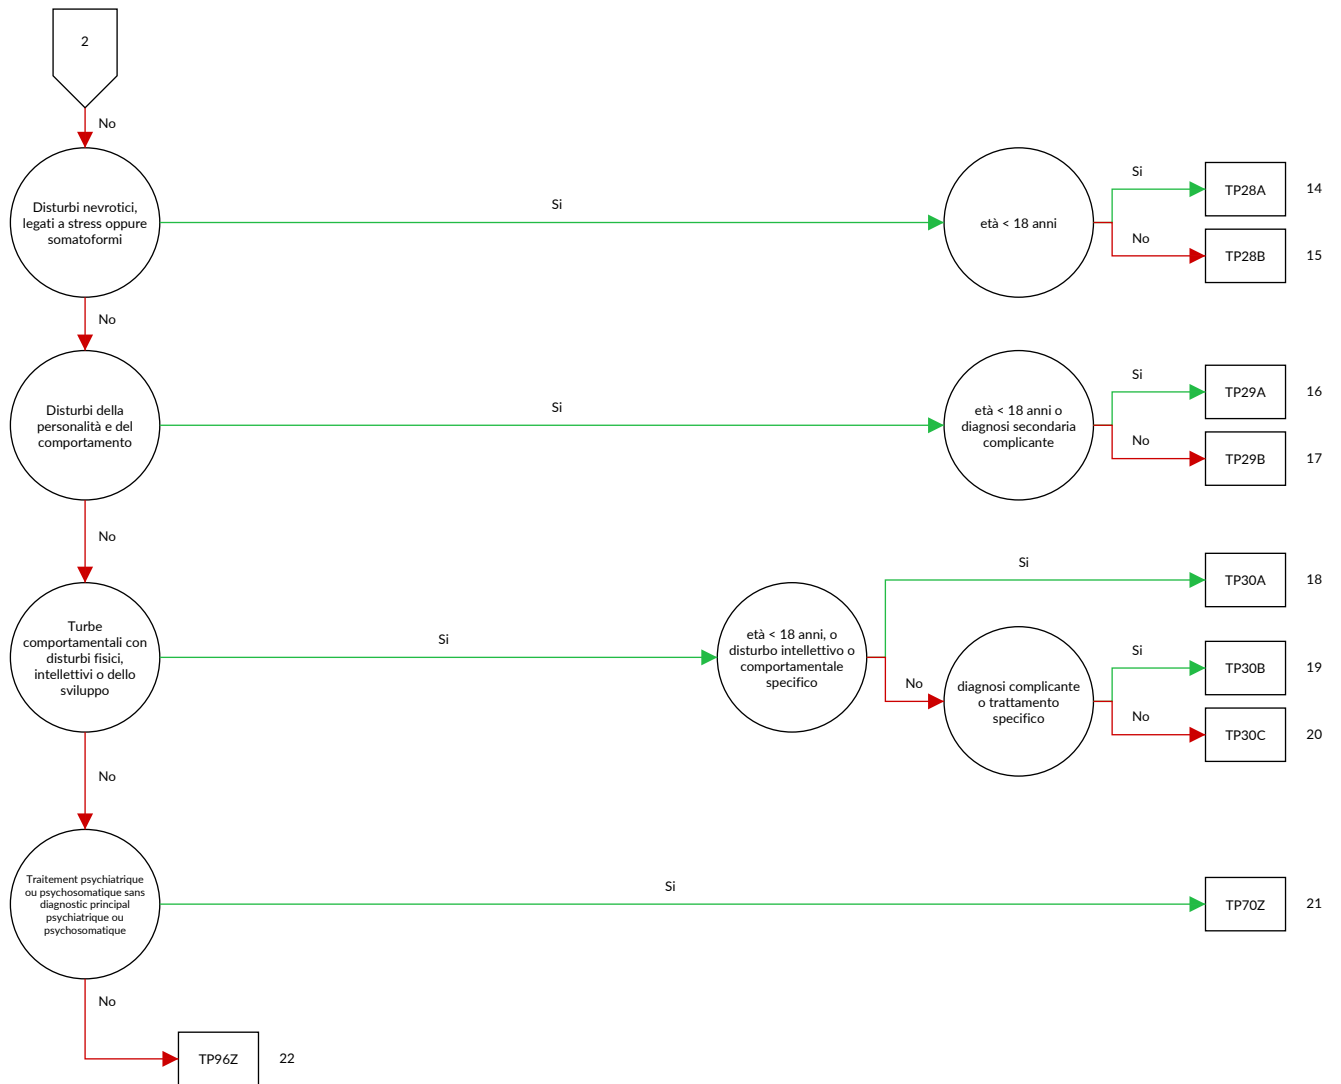 2
No
Disturbi nevrotici,
legati a stress oppure
somatoformi
Si
età < 18 anni
Si
TP28A
14
No
TP28B
15
No
Disturbi della
personalità e del
comportamento
Si
età < 18 anni o
diagnosi secondaria
complicante
Si
TP29A
16
No
TP29B
17
No
Turbe
comportamentali con
disturbi fisici,
intellettivi o dello
sviluppo
Si
età < 18 anni, o
disturbo intellettivo o
comportamentale
specifico
Si
TP30A
18
No
diagnosi complicante
o trattamento
specifico
Si
TP30B
19
No
TP30C
20
No
Traitement psychiatrique
ou psychosomatique sans
diagnostic principal
psychiatrique ou
psychosomatique
Si
TP70Z
21
No
TP96Z
22